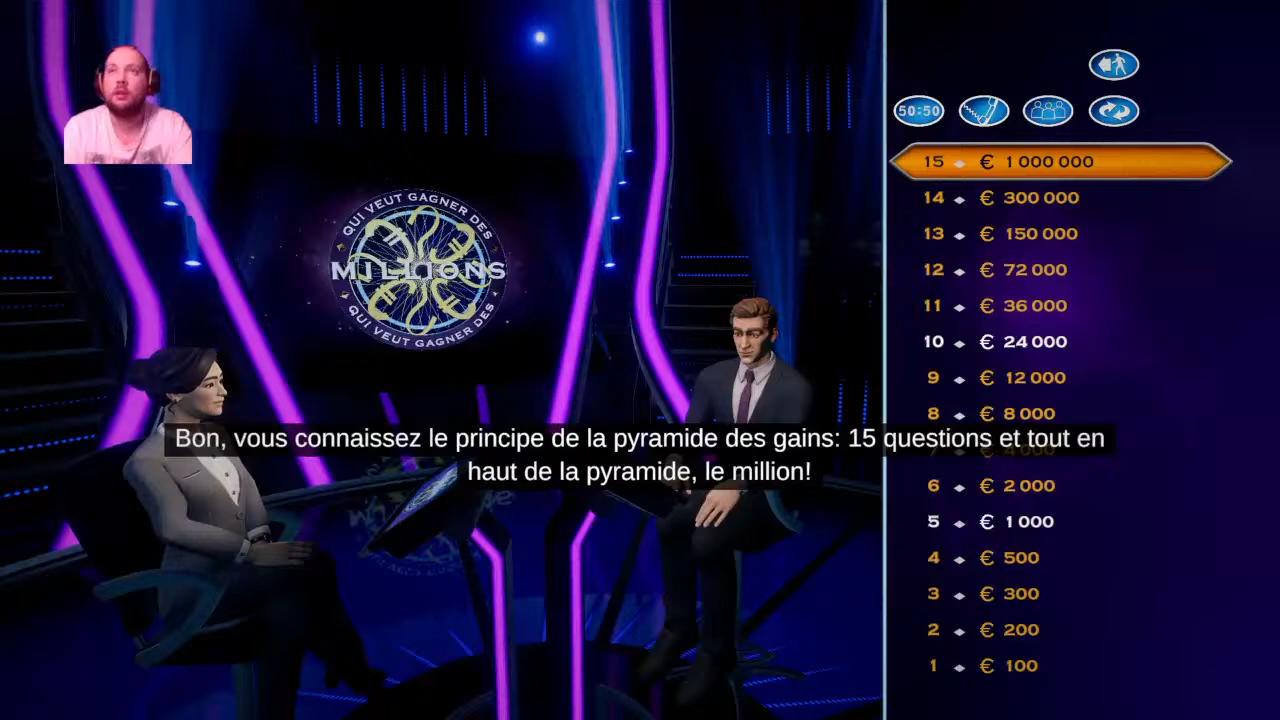 50:50
15 € 1 000 000
14 € 300 000
13 € 150 000
12 € 72 000
11 € 36 000
10 € 24 000
9 € 12 000
8 € 8 000
4 000
6 € 2 000
5 € 1 000
4 € 500
3 € 300
2 € 200
1 € 100
QUI VEUT GAGNER DES
MILLIONS
QUI VEUT GAGNER DES
Bon, vous connaissez le principe de la pyramide des gains: 15 questions et tout en
haut de la pyramide, le million!